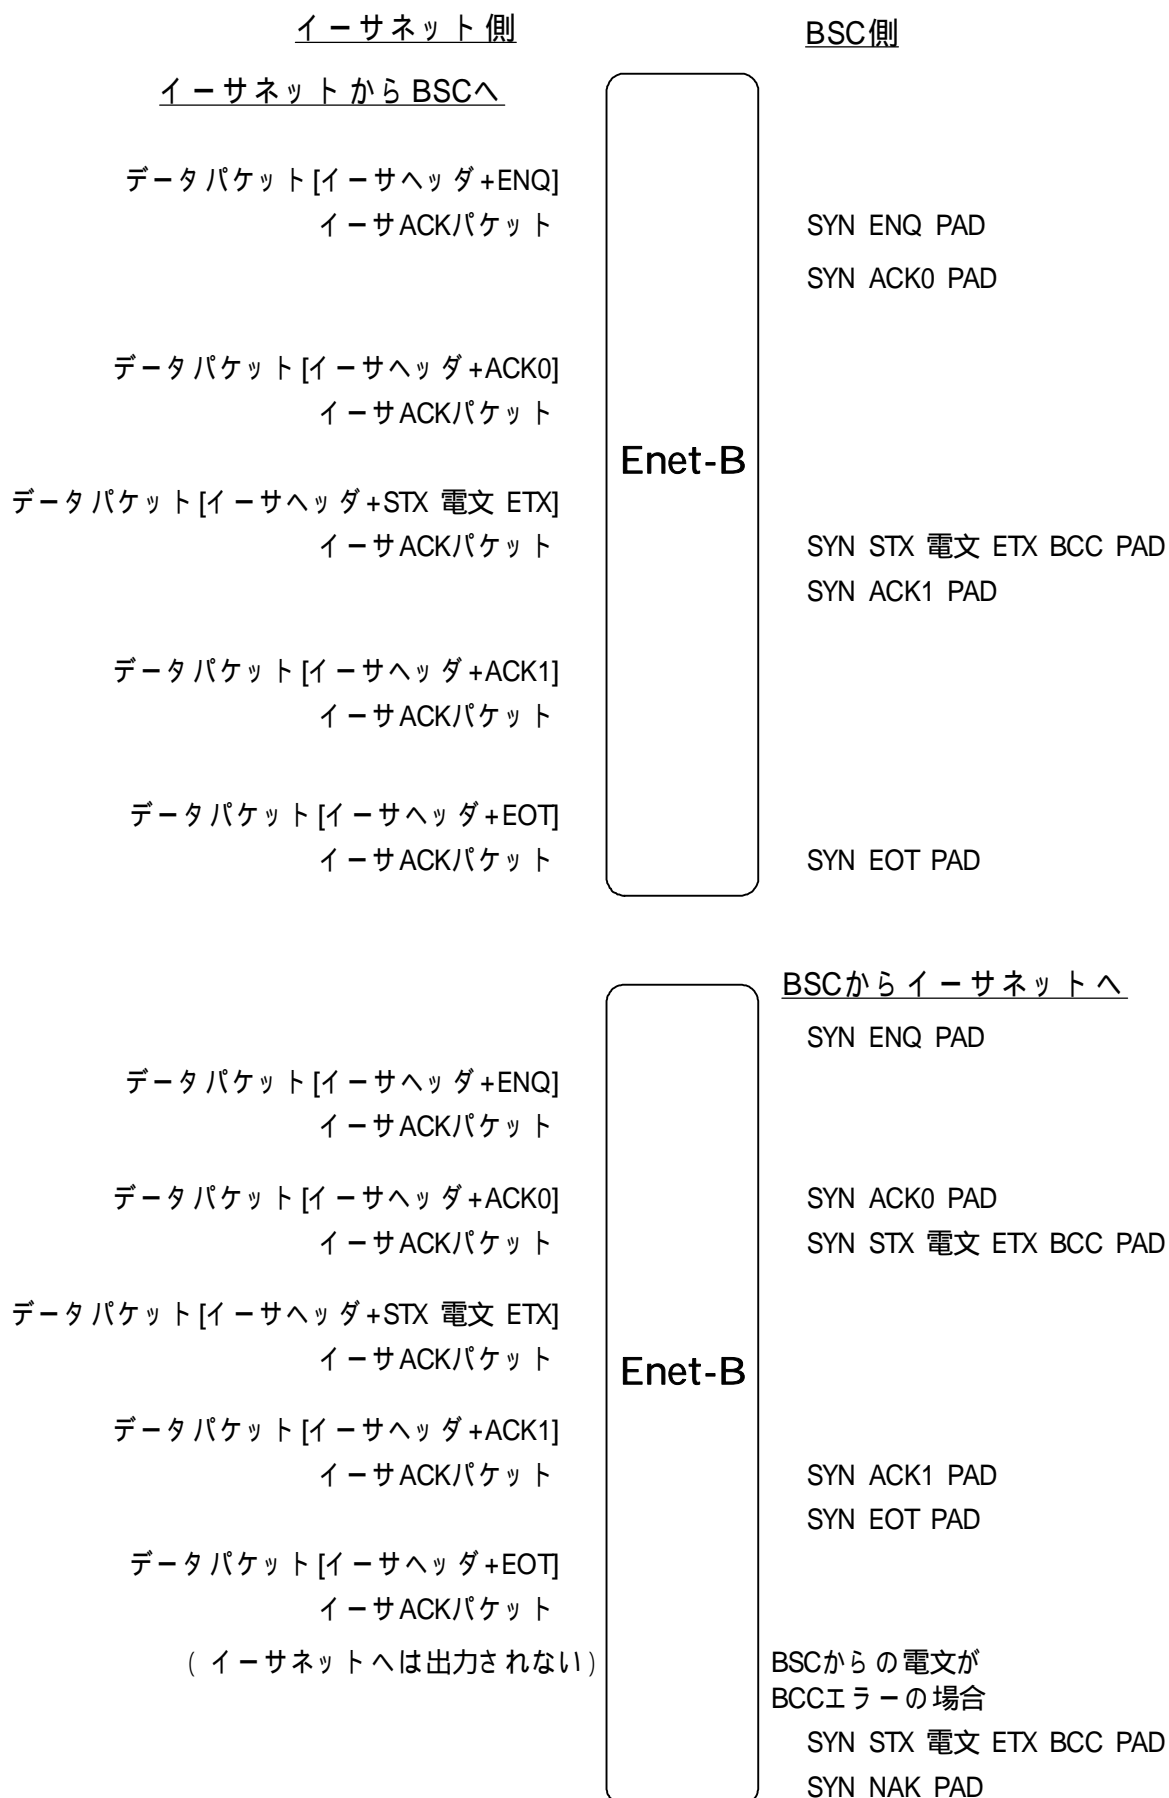 イーサネット側
BSC側
イーサネットからBSCへ
データパケット[イーサヘッダ+ENQ]
イーサACKパケット
SYN ENQ PAD
SYN ACK0 PAD
データパケット[イーサヘッダ+ACK0]
イーサACKパケット
Enet-B
データパケット[イーサヘッダ+STX 電文 ETX]
イーサACKパケット
SYN STX 電文 ETX BCC PAD
SYN ACK1 PAD
データパケット[イーサヘッダ+ACK1]
イーサACKパケット
データパケット[イーサヘッダ+EOT]
イーサACKパケット
SYN EOT PAD
BSCからイーサネットへ
SYN ENQ PAD
データパケット[イーサヘッダ+ENQ]
イーサACKパケット
データパケット[イーサヘッダ+ACK0]
SYN ACK0 PAD
イーサACKパケット
SYN STX 電文 ETX BCC PAD
データパケット[イーサヘッダ+STX 電文 ETX]
イーサACKパケット
Enet-B
データパケット[イーサヘッダ+ACK1]
イーサACKパケット
SYN ACK1 PAD
SYN EOT PAD
データパケット[イーサヘッダ+EOT]
イーサACKパケット
(イーサネットへは出力されない)
BSCからの電文が
BCCエラーの場合
SYN STX 電文 ETX BCC PAD
SYN NAK PAD